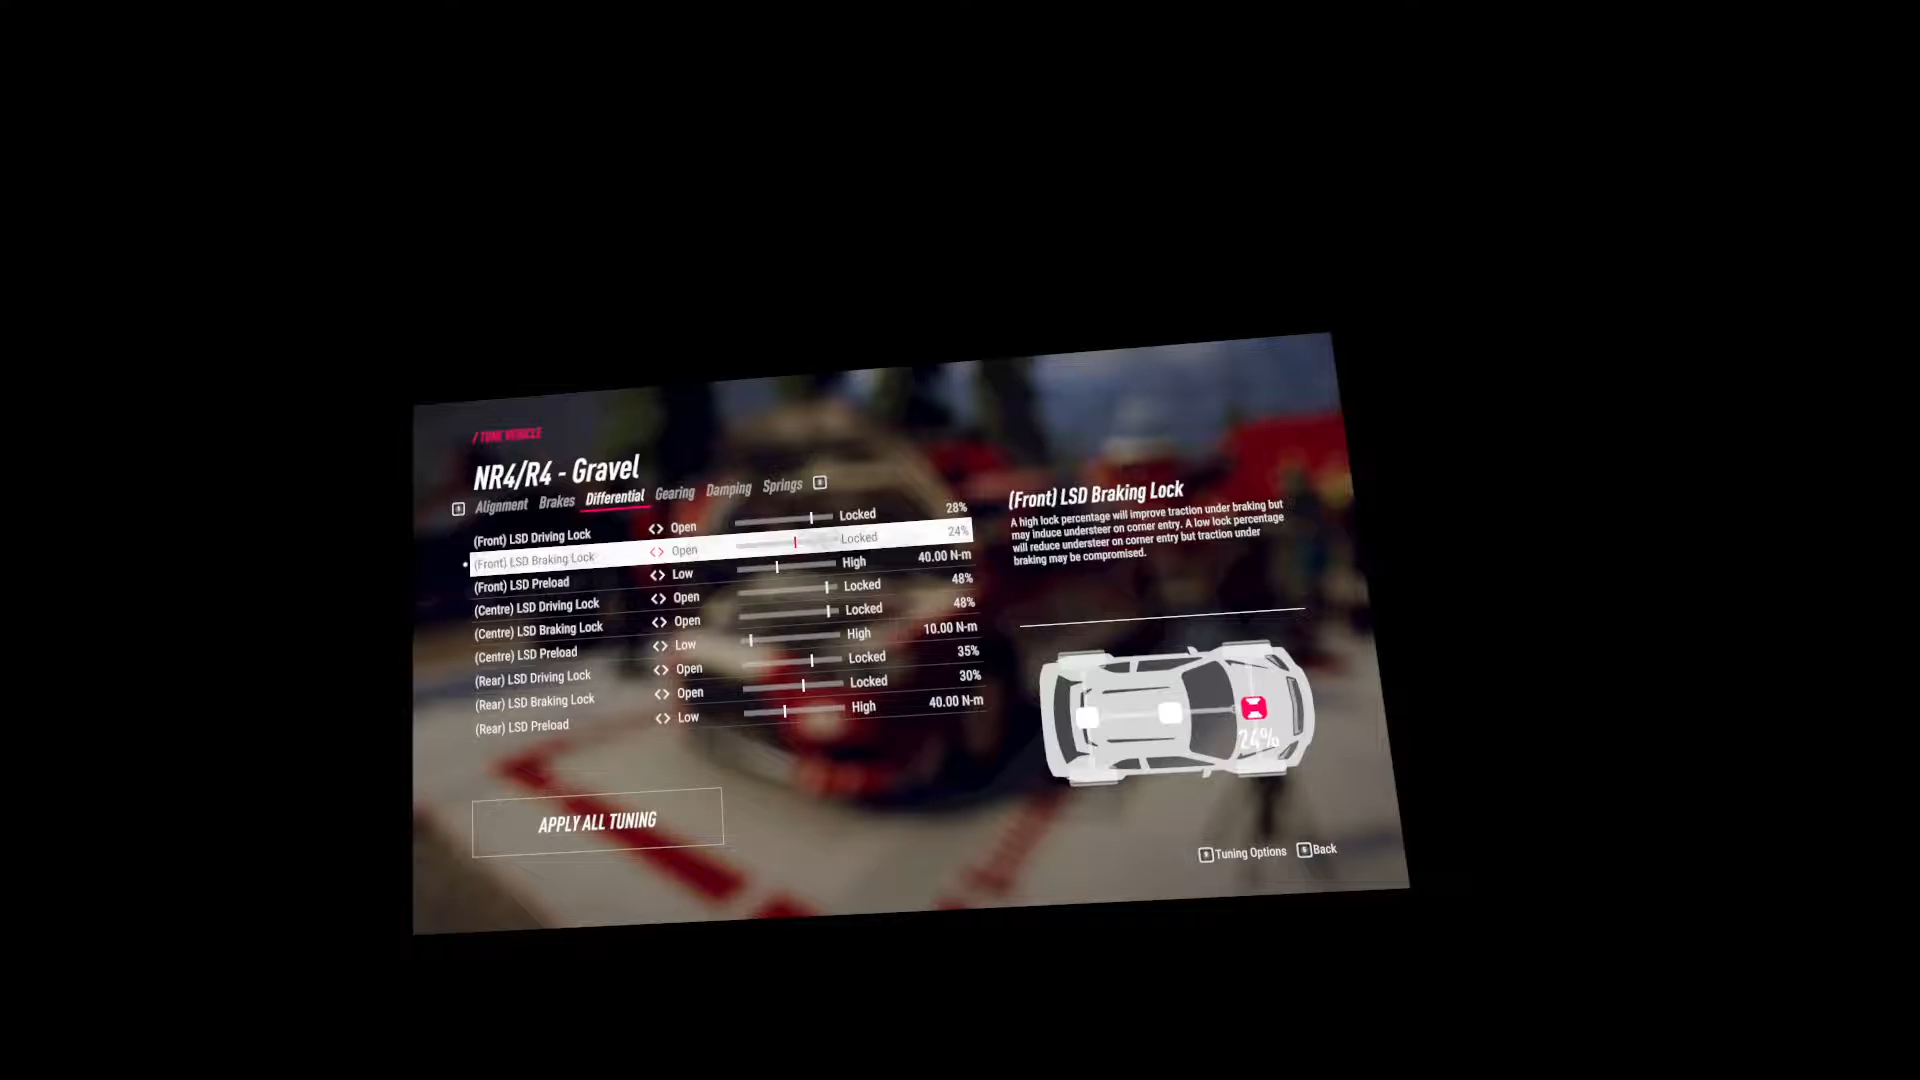 / TUNE VEHICLE
NR4/R4 - Gravel
Alignment Brakes Differential Gearing Damping Springs
(Front) LSD Driving Lock Open Locked 28%
(Front) LSD Braking Lock Open Locked 24%
(Front) LSD Preload Low High 40.00 N-m
(Centre) LSD Driving Lock Open Locked 48%
(Centre) LSD Braking Lock Open Locked 48%
(Centre) LSD Preload Low High 10.00 N-m
(Rear) LSD Driving Lock Open Locked 35%
(Rear) LSD Braking Lock Open Locked 30%
(Rear) LSD Preload Low High 40.00 N-m
APPLY ALL TUNING
(Front) LSD Braking Lock
A high lock percentage will improve traction under braking but
may induce understeer on corner entry. A low lock percentage
will reduce understeer on corner entry but traction under
braking may be compromised.
24%
Tuning Options Back